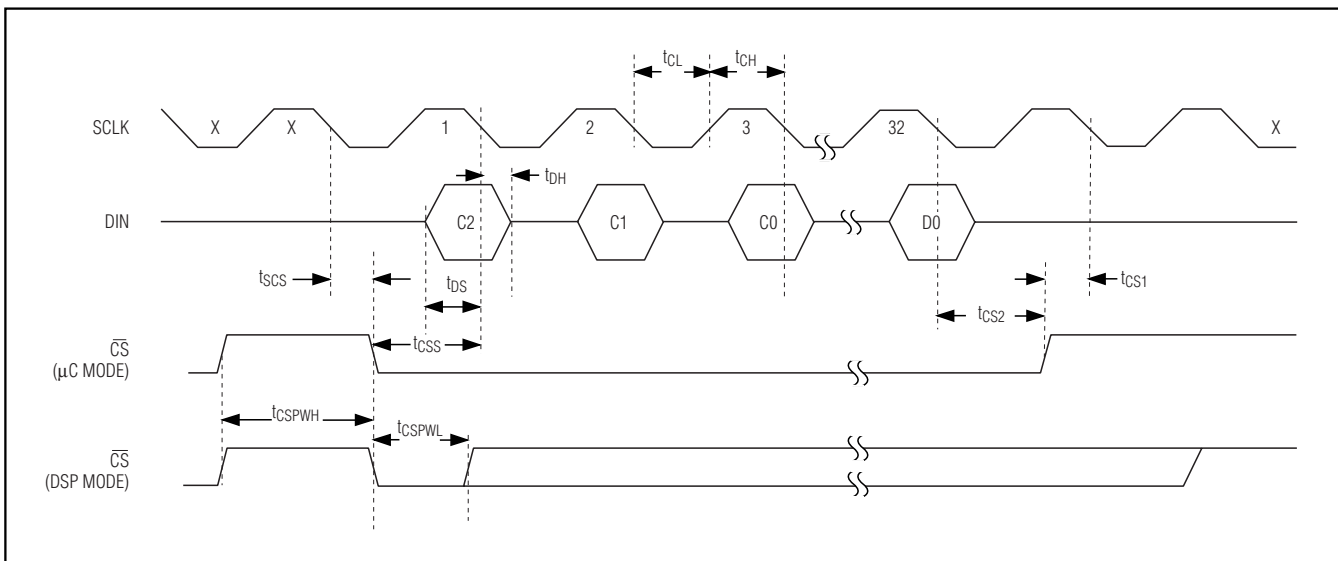 tCL tCH
SCLK X X 1 2 3 32 X
tDH
DIN C2 C1 C0 D0
tSCS tDS tCS1
tCS2
CS tCSS
(μC MODE)
tCSPWH tCSPWL
CS
(DSP MODE)